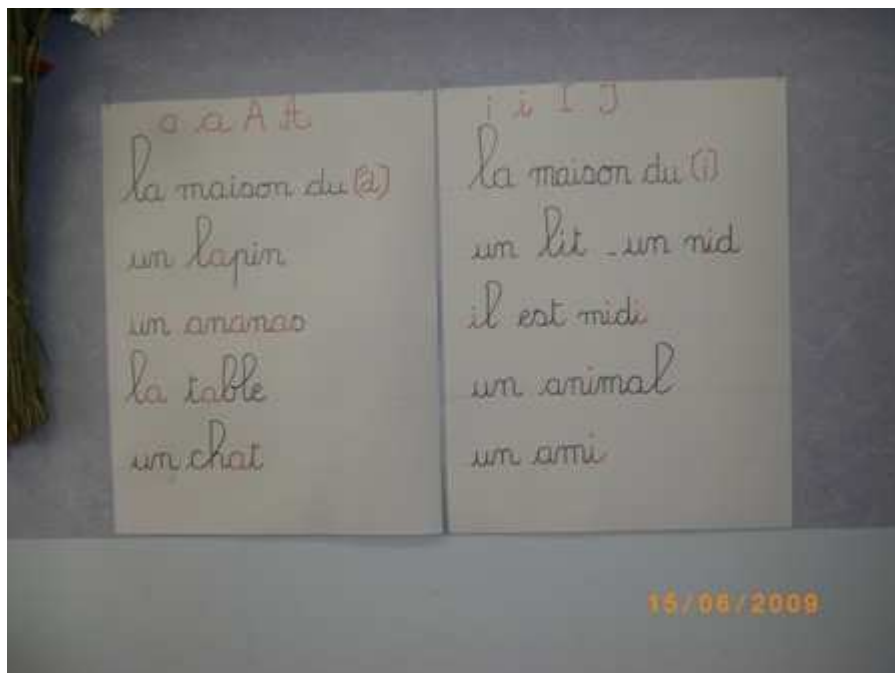 a a A A
la maison du [a]
un lapin
un ananas
la table
un chat
i i I I
la maison du (i)
un lit - un nid
il est midi
un animal
un ami
15/06/2009